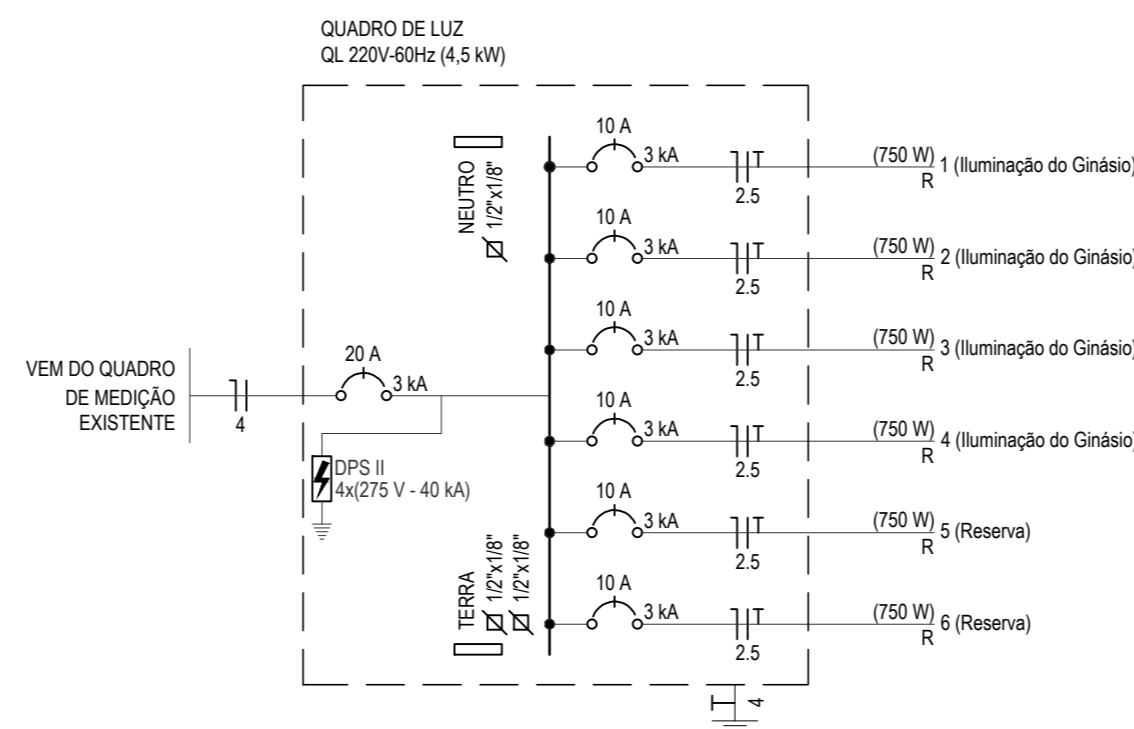 QUADRO DE LUZ
QL 220V-60Hz (4,5 kW)
NEUTRO
1/2"x1/8"
10 A
3 kA
2.5
(750 W)
R
1 (Iluminação do Ginásio)
10 A
3 kA
2.5
(750 W)
R
2 (Iluminação do Ginásio)
10 A
3 kA
2.5
(750 W)
R
3 (Iluminação do Ginásio)
VEM DO QUADRO
DE MEDIÇÃO
EXISTENTE
4
20 A
3 kA
DPS II
4x(275 V - 40 kA)
10 A
3 kA
2.5
(750 W)
R
4 (Iluminação do Ginásio)
10 A
3 kA
2.5
(750 W)
R
5 (Reserva)
TERRA
1/2"x1/8"
1/2"x1/8"
10 A
3 kA
2.5
(750 W)
R
6 (Reserva)
4